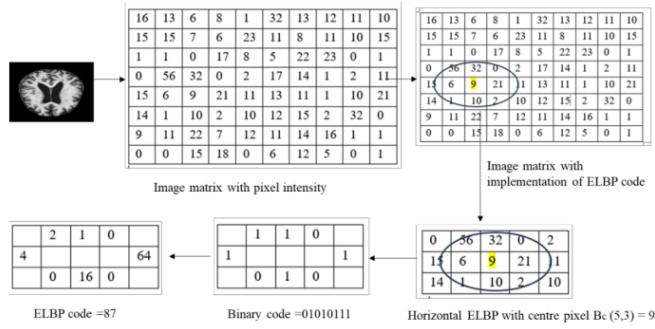 16 13 6 8 1 32 13 12 11 10
15 15 7 6 23 11 8 11 10 15
1 1 0 17 8 5 22 23 0 1
0 56 32 0 2 17 14 1 2 11
15 6 9 21 11 13 11 1 10 21
14 1 10 2 10 12 15 2 32 0
9 11 22 7 12 11 14 16 1 1
0 0 15 18 0 6 12 5 0 1
Image matrix with pixel intensity
16 13 6 8 1 32 13 12 11 10
15 15 7 6 23 11 8 11 10 15
1 1 0 17 8 5 22 23 0 1
0 56 32 0 2 17 14 1 2 11
15 6 9 21 11 13 11 1 10 21
14 1 10 2 10 12 15 2 32 0
9 11 22 7 12 11 14 16 1 1
0 0 15 18 0 6 12 5 0 1
Image matrix with
implementation of ELBP code
2 1 0
4 64
0 16 0
ELBP code =87
1 1 0
1 1
0 1 0
Binary code =01010111
0 56 32 0 2
15 6 9 21 11
14 1 10 2 10
Horizontal ELBP with centre pixel Bc (5,3) = 9